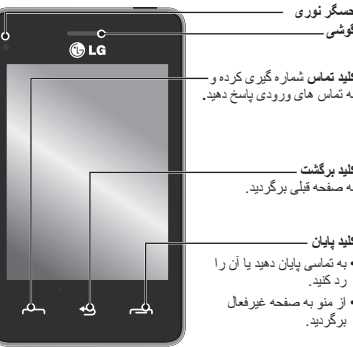 حسگر نوری
گوشی
LG
کلید تماس شماره گیری کرده و
به تماس های ورودی پاسخ دهید.
کلید برگشت
به صفحه قبلی برگردید.
کلید پایان
• به تماسی پایان دهید یا آن را
رد کنید.
• از منو به صفحه غیرفعال
برگردید.